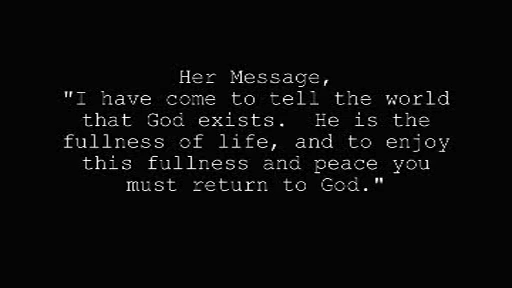 Her Message,
"I have come to tell the world
that God exists.  He is the
fullness of life, and to enjoy
this fullness and peace you
must return to God."